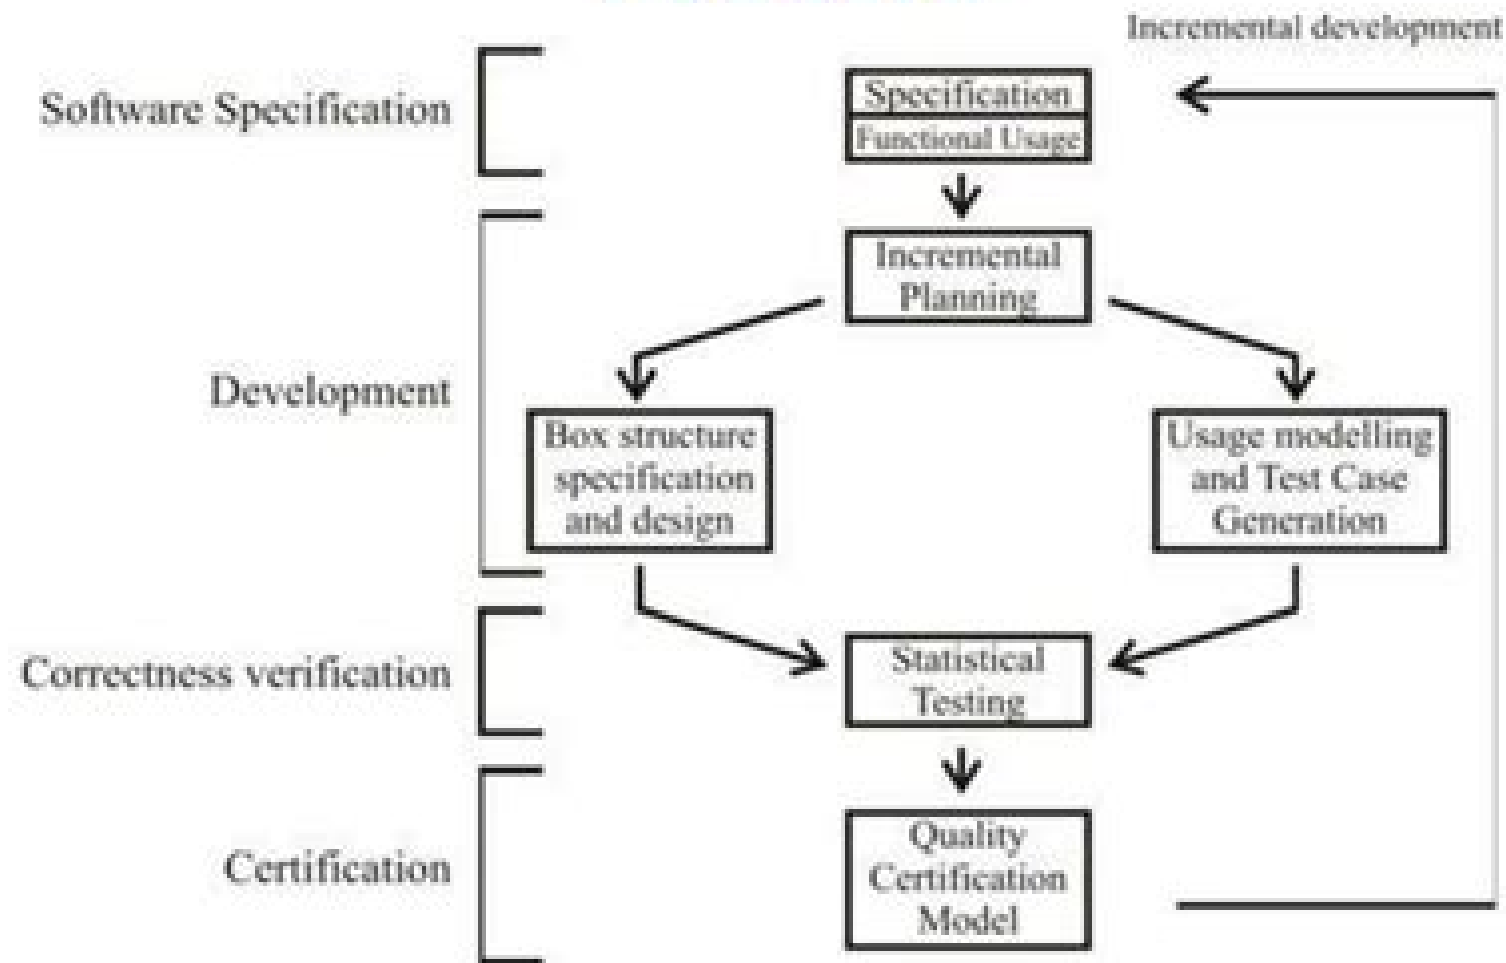 Incremental development
Software Specification
Specification
Functional Usage
Incremental
Planning
Development
Box structure
specification
and design
Usage modelling
and Test Case
Generation
Correctness verification
Statistical
Testing
Certification
Quality
Certification
Model